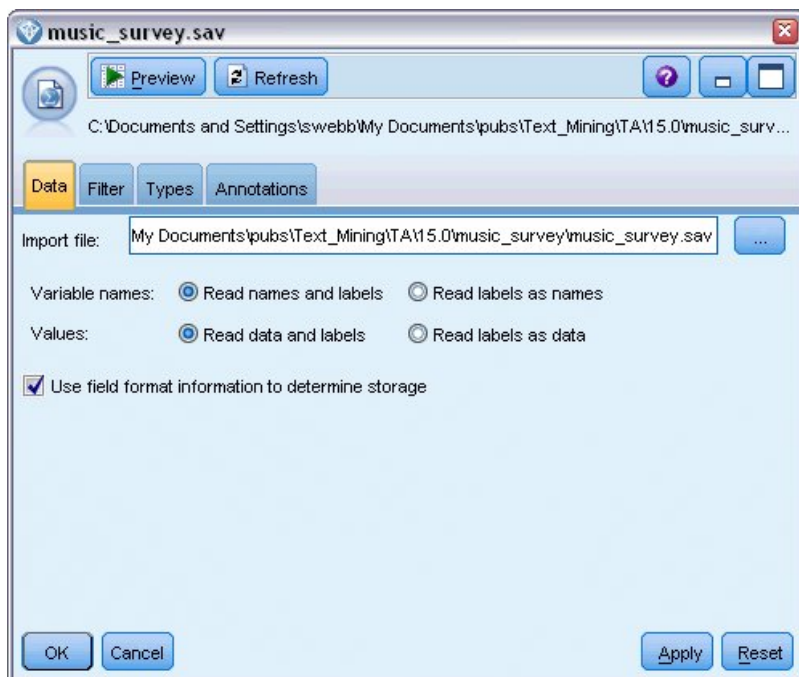 music_survey.sav
Preview Refresh
C:\Documents and Settings\swebb\My Documents\pubs\Text_Mining\TA\15.0\music_surv...
Data Filter Types Annotations
Import file: My Documents\pubs\Text_Mining\TA\15.0\music_survey\music_survey.sav ...
Variable names: Read names and labels Read labels as names
Values: Read data and labels Read labels as data
Use field format information to determine storage
OK Cancel Apply Reset